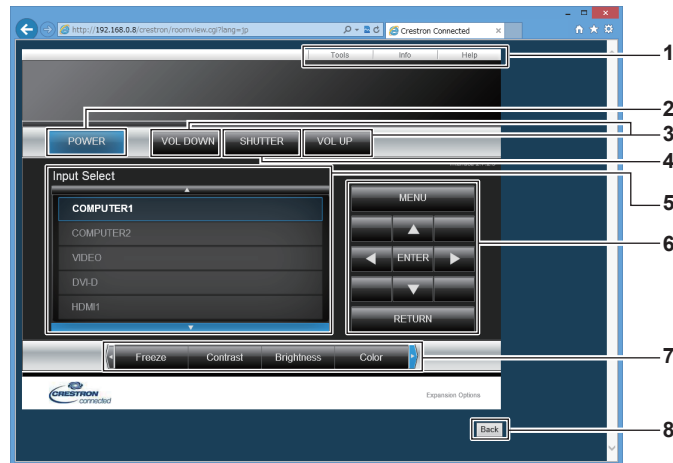 http://192.168.0.8/crestron/roomview.cgi?lang=jp
Crestron Connected
Tools Info Help
1
2
POWER VOL DOWN SHUTTER VOL UP
3
4
Input Select
COMPUTER1
COMPUTER2
VIDEO
DVI-D
HDMI1
MENU
ENTER
RETURN
5
6
Freeze Contrast Brightness Color
7
CRESTRON
connected
Expansion Options
Back
8